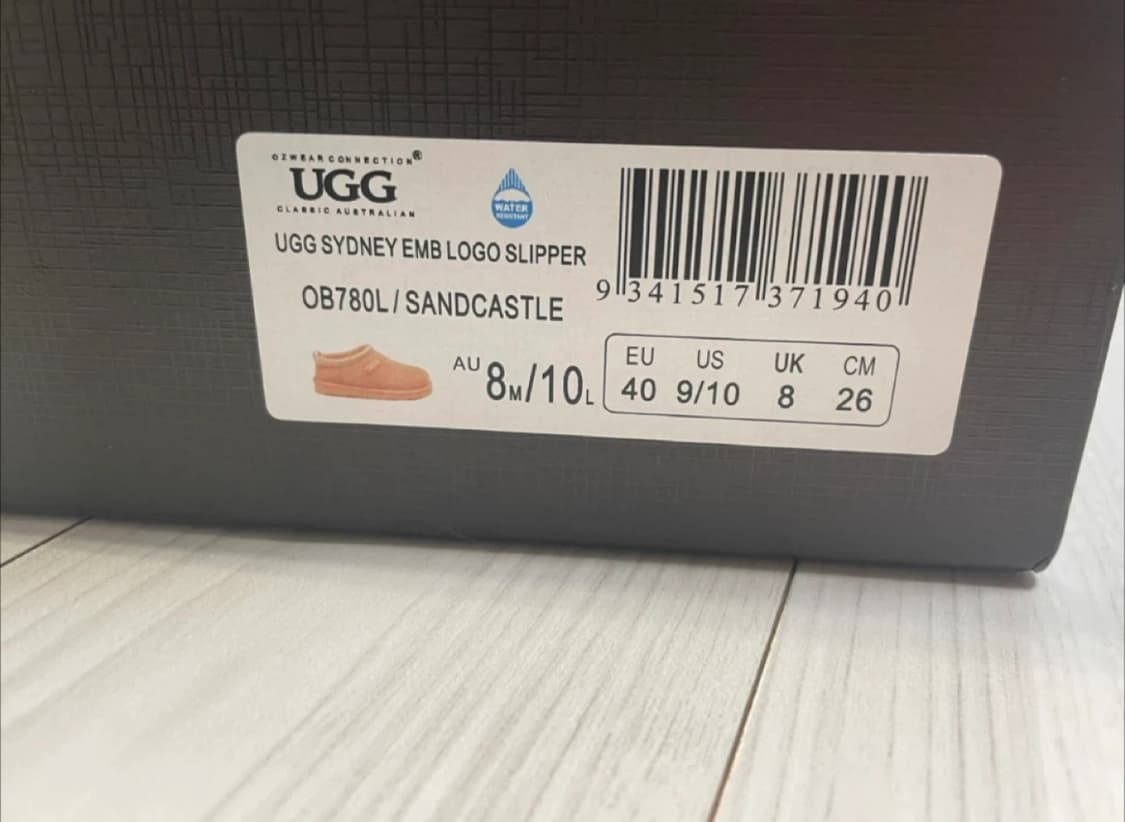 OZWEAR CONNECTION®
UGG
CLASSIC AUSTRALIAN
WATER
RESISTANT
UGG SYDNEY EMB LOGO SLIPPER
OB780L / SANDCASTLE
9 341517 371940
AU 8M/10L
EU US UK CM
40 9/10 8 26